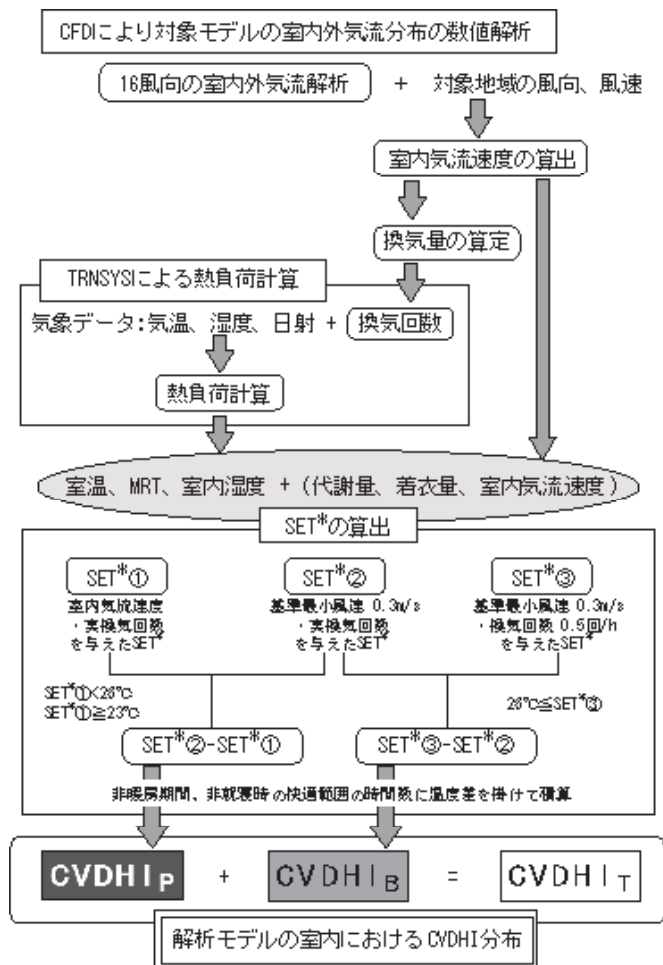 CFDIにより対象モデルの室内外気流分布の数値解析
16風向の室内外気流解析 + 対象地域の風向、風速
室内気流速度の算出
換気量の算定
TRNSYSIによる熱負荷計算
気象データ:気温、湿度、日射 + 換気回数
熱負荷計算
室温、MRT、室内湿度 + (代謝量、着衣量、室内気流速度)
SET*の算出
SET*①
室内気流速度
・実換気回数
を与えたSET*
SET*②
基準最小風速 0.3m/s
・実換気回数
を与えたSET*
SET*③
基準最小風速 0.3m/s
・換気回数 0.5回/h
を与えたSET*
SET*①<26℃
SET*①≧23℃
26℃≦SET*③
SET*②-SET*①
SET*③-SET*②
非暖房期間、非就寝時の快適範囲の時間数に温度差を掛けて積算
CVDHIP + CVDHIB = CVDHIT
解析モデルの室内におけるCVDHI分布